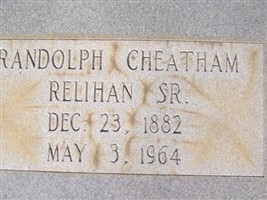 RANDOLPH CHEATHAM
RELIHAN SR.
DEC. 23, 1882
MAY 3, 1964